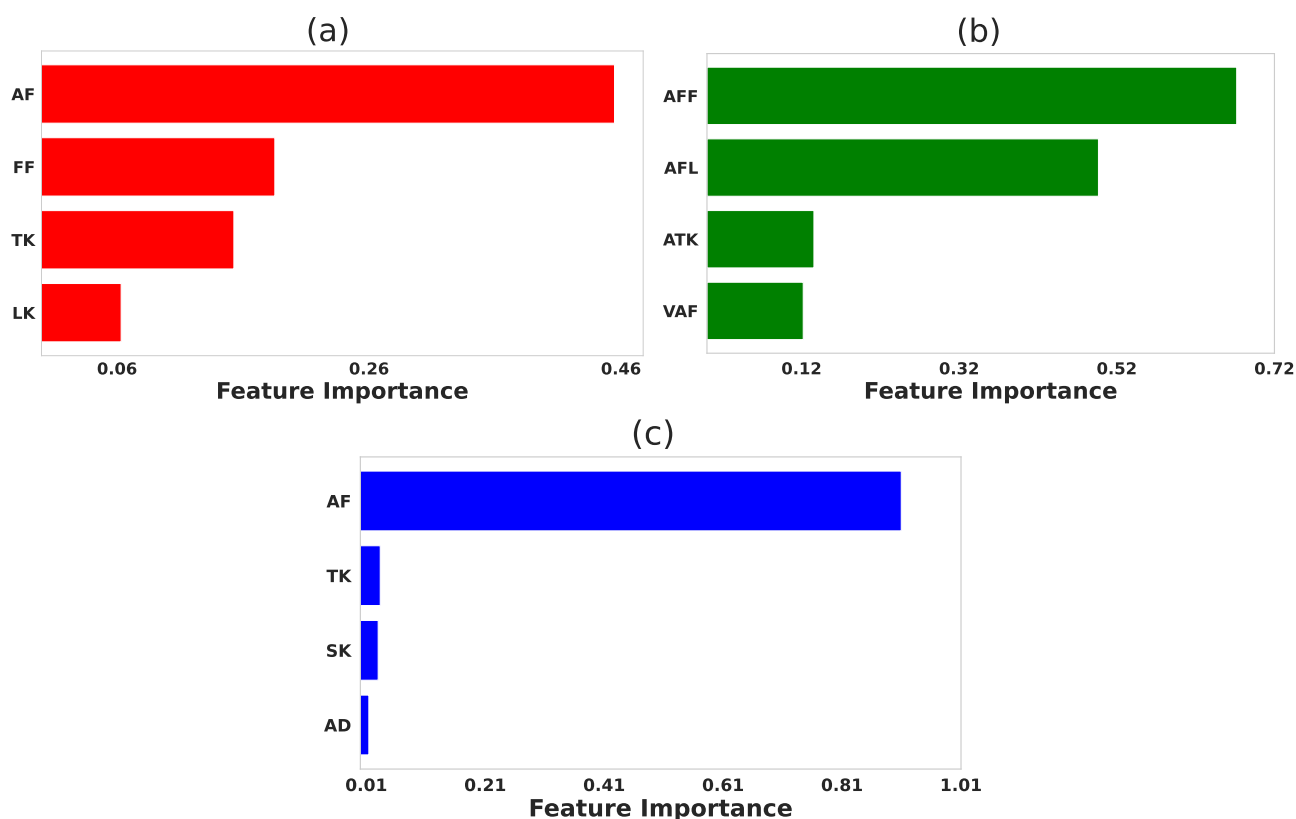 (a)
AF
FF
TK
LK
0.06 0.26 0.46
Feature Importance
(b)
AFF
AFL
ATK
VAF
0.12 0.32 0.52 0.72
Feature Importance
(c)
AF
TK
SK
AD
0.01 0.21 0.41 0.61 0.81 1.01
Feature Importance